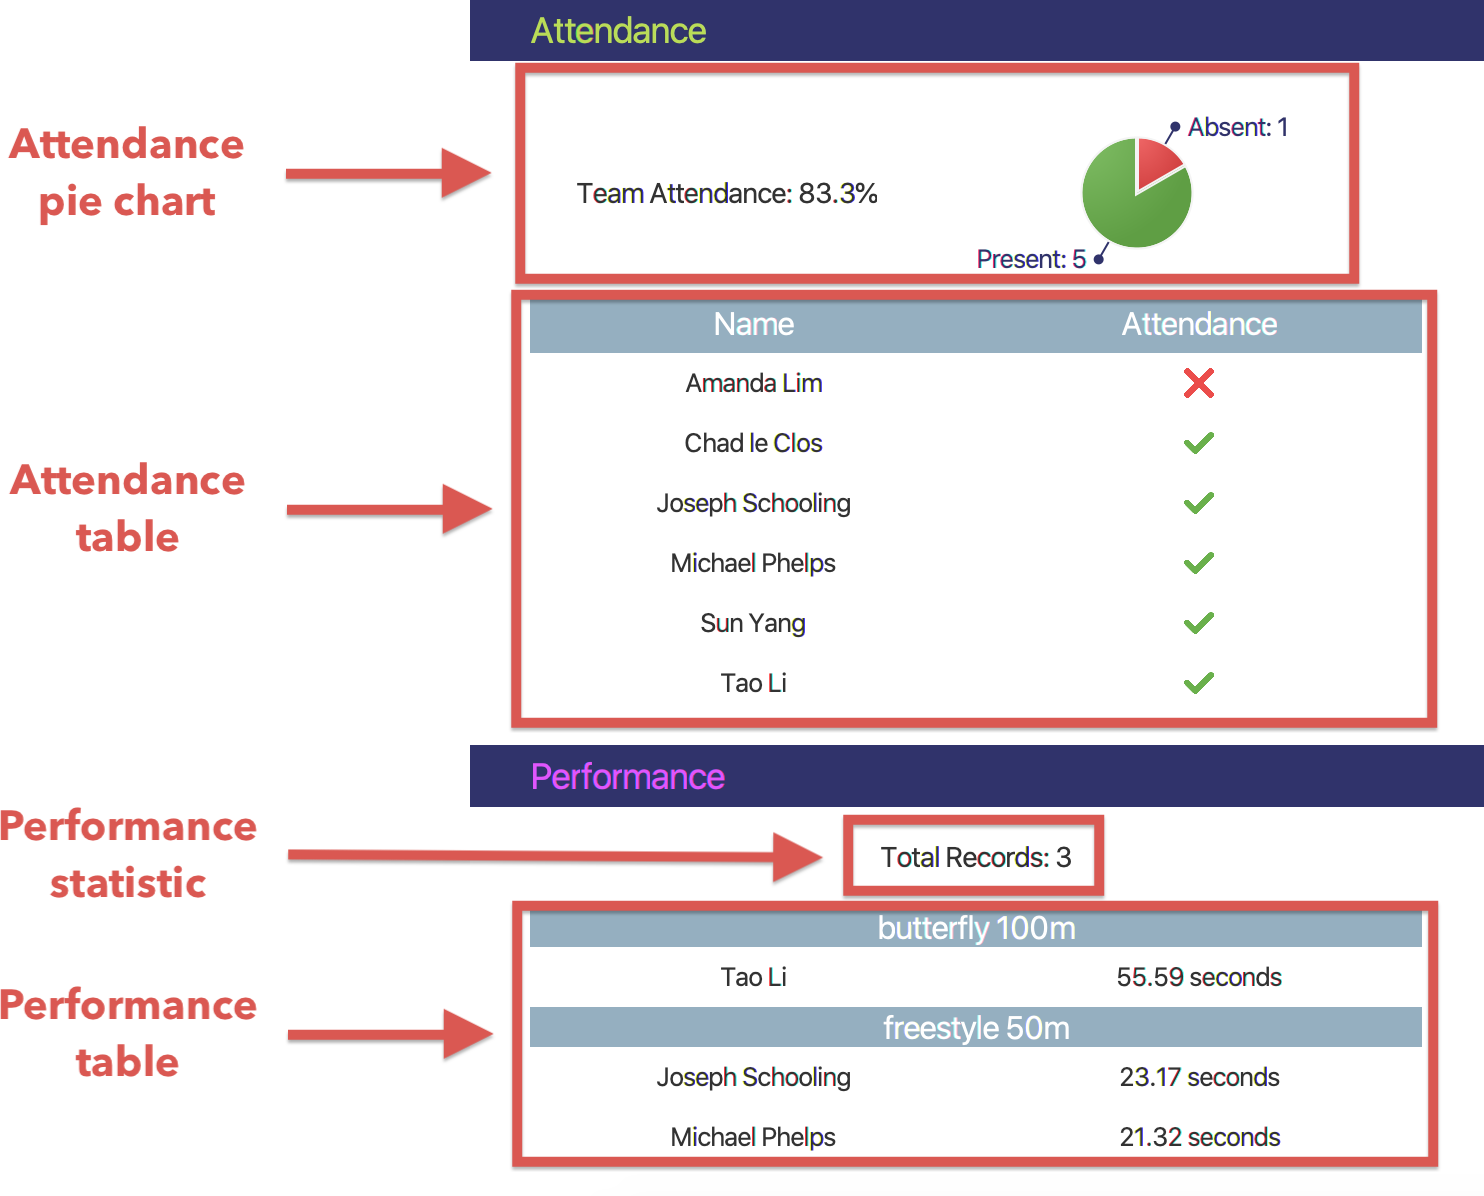 Attendance
Attendance
pie chart
Absent: 1
Team Attendance: 83.3%
Present: 5
Attendance
table
Name Attendance
Amanda Lim
Chad le Clos
Joseph Schooling
Michael Phelps
Sun Yang
Tao Li
Performance
Performance
statistic
Total Records: 3
Performance
table
butterfly 100m
Tao Li 55.59 seconds
freestyle 50m
Joseph Schooling 23.17 seconds
Michael Phelps 21.32 seconds